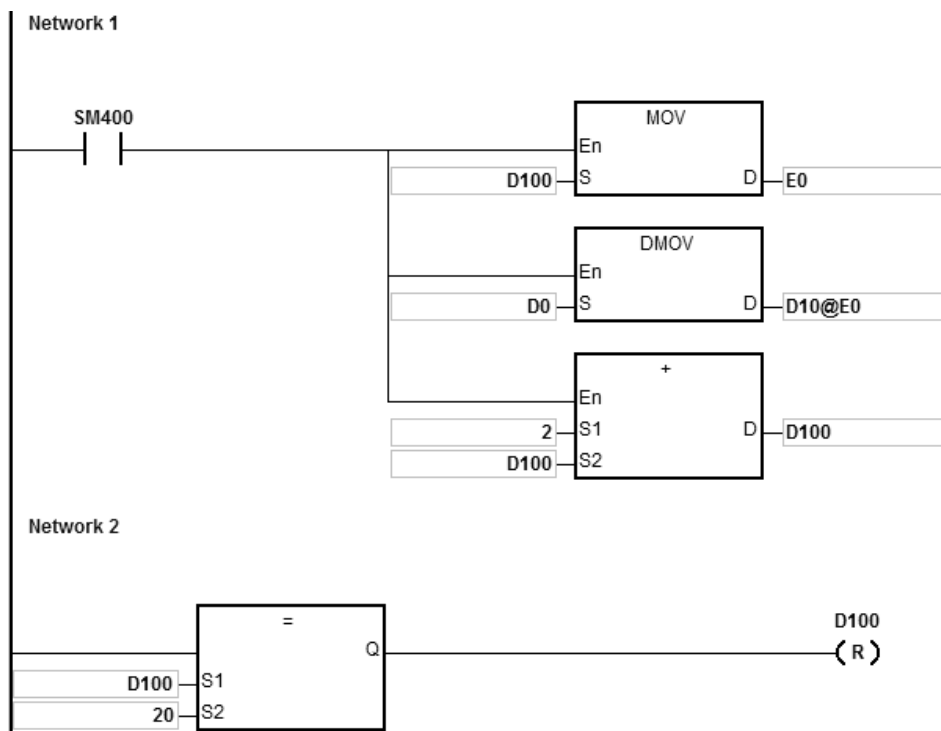 Network 1
SM400
MOV
En
D100 S D E0
DMOV
En
D0 S D D10@E0
+
En
2 S1 D D100
D100 S2
Network 2
= D100
Q ( R )
D100 S1
20 S2